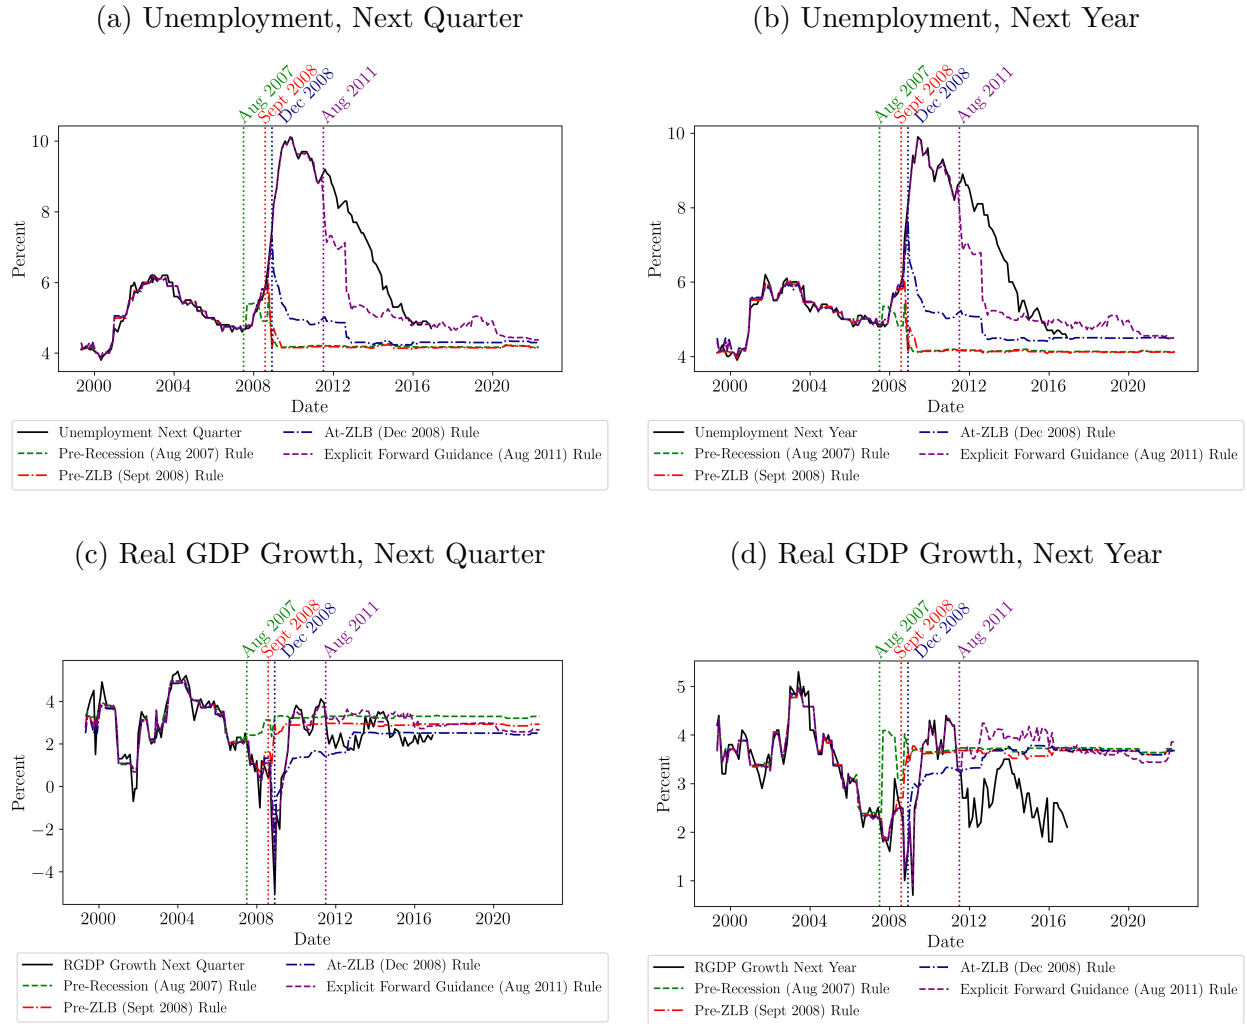 (a) Unemployment, Next Quarter
Aug 2007
Sept 2008
Dec 2008
Aug 2011
10
8
6
4
Percent
2000
2004
2008
2012
2016
2020
Date
Unemployment Next Quarter
Pre-Recession (Aug 2007) Rule
Pre-ZLB (Sept 2008) Rule
At-ZLB (Dec 2008) Rule
Explicit Forward Guidance (Aug 2011) Rule
(b) Unemployment, Next Year
Aug 2007
Sept 2008
Dec 2008
Aug 2011
10
8
6
4
Percent
2000
2004
2008
2012
2016
2020
Date
Unemployment Next Year
Pre-Recession (Aug 2007) Rule
Pre-ZLB (Sept 2008) Rule
At-ZLB (Dec 2008) Rule
Explicit Forward Guidance (Aug 2011) Rule
(c) Real GDP Growth, Next Quarter
Aug 2007
Sept 2008
Dec 2008
Aug 2011
4
2
0
−2
−4
Percent
2000
2004
2008
2012
2016
2020
Date
RGDP Growth Next Quarter
Pre-Recession (Aug 2007) Rule
Pre-ZLB (Sept 2008) Rule
At-ZLB (Dec 2008) Rule
Explicit Forward Guidance (Aug 2011) Rule
(d) Real GDP Growth, Next Year
Aug 2007
Sept 2008
Dec 2008
Aug 2011
5
4
3
2
1
Percent
2000
2004
2008
2012
2016
2020
Date
RGDP Growth Next Year
Pre-Recession (Aug 2007) Rule
Pre-ZLB (Sept 2008) Rule
At-ZLB (Dec 2008) Rule
Explicit Forward Guidance (Aug 2011) Rule